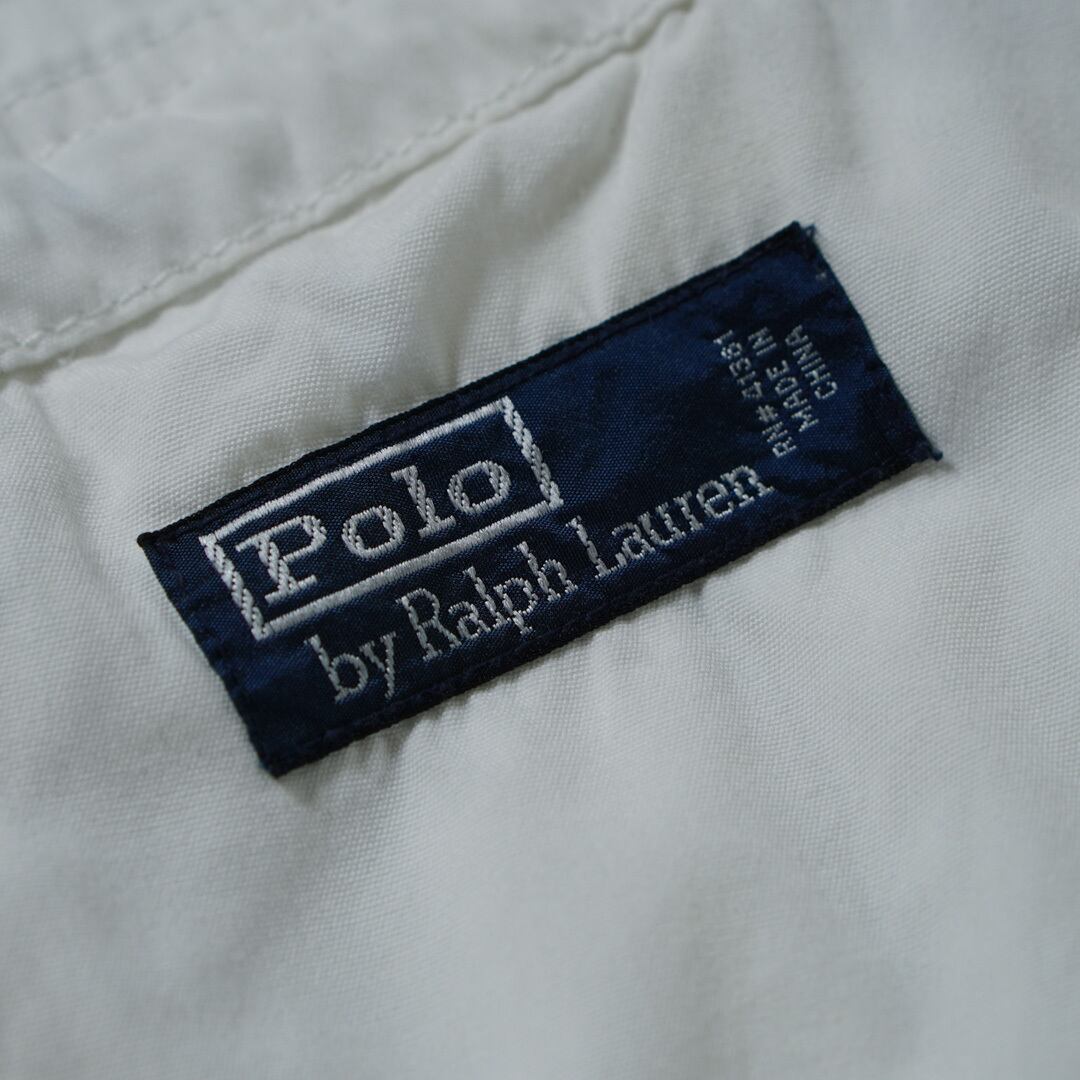 Polo
by Ralph Lauren
RN# 41381
MADE IN
CHINA